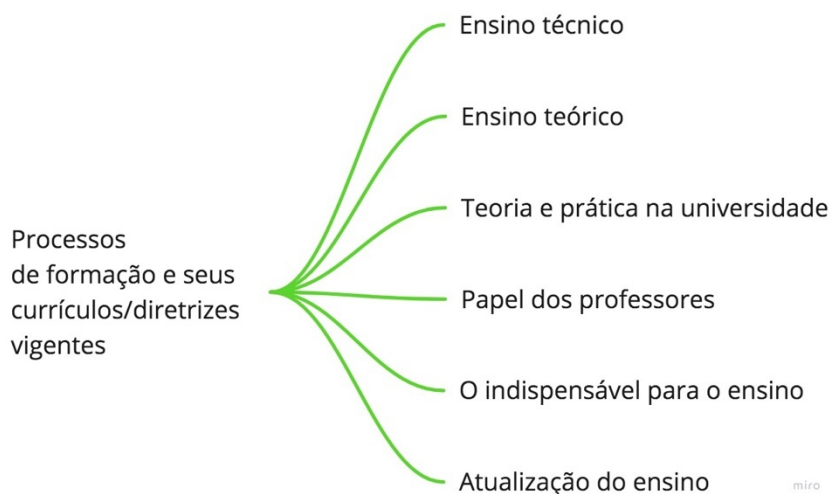 Ensino técnico
Ensino teórico
Teoria e prática na universidade
Processos
de formação e seus
currículos/diretrizes
vigentes
Papel dos professores
O indispensável para o ensino
Atualização do ensino
miro